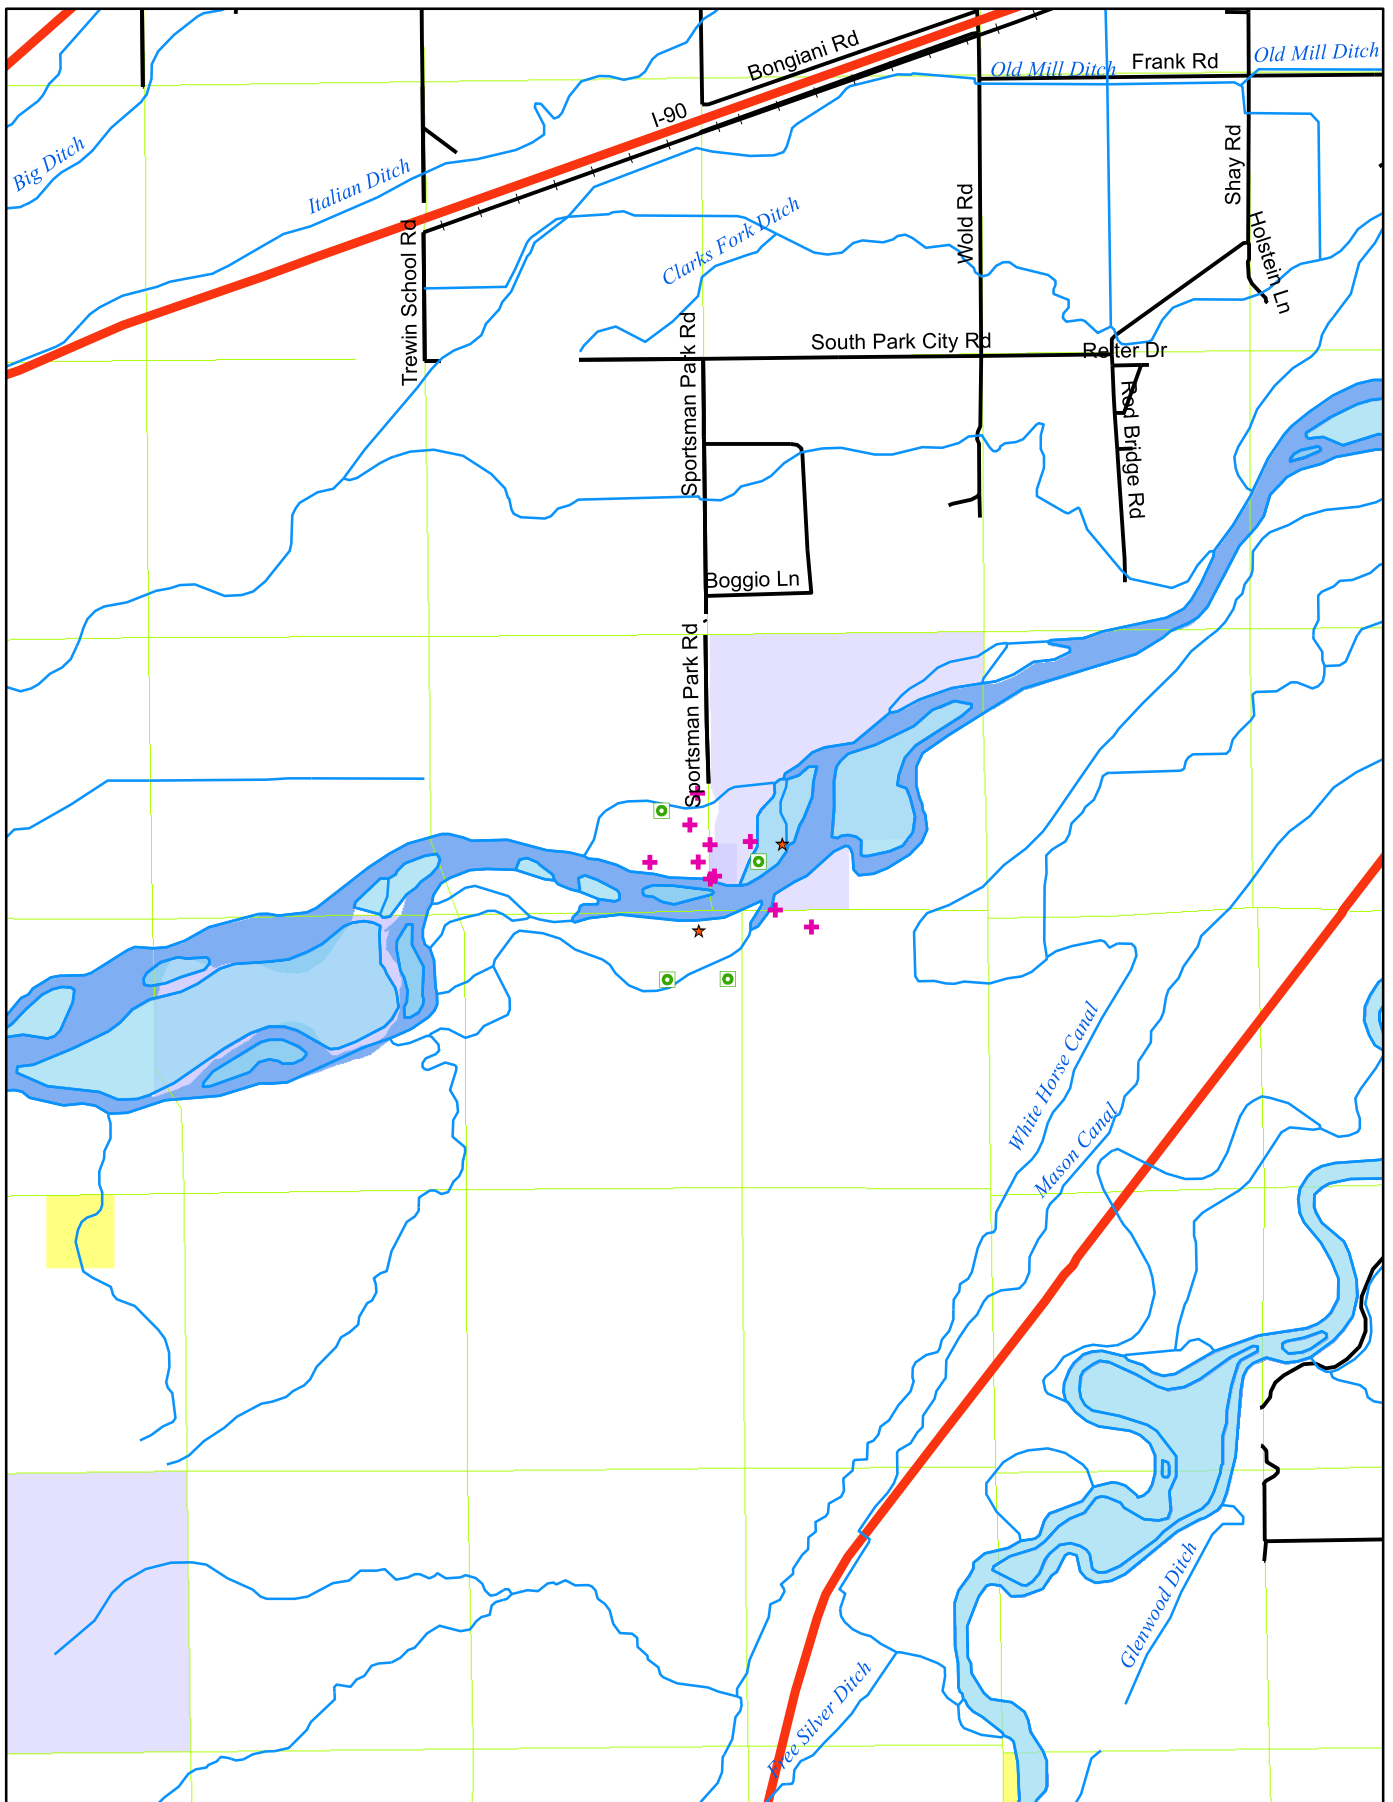 Bongiani Rd
Old Mill Ditch
Frank Rd
Old Mill Ditch
I-90
Big Ditch
Italian Ditch
Shay Rd
Clarks Fork Ditch
Wold Rd
Holstein Ln
Trewin School Rd
Sportsman Park Rd
South Park City Rd
Reiter Dr
Red Bridge Rd
Boggio Ln
Sportsman Park Rd
White Horse Canal
Mason Canal
Glenwood Ditch
Free Silver Ditch